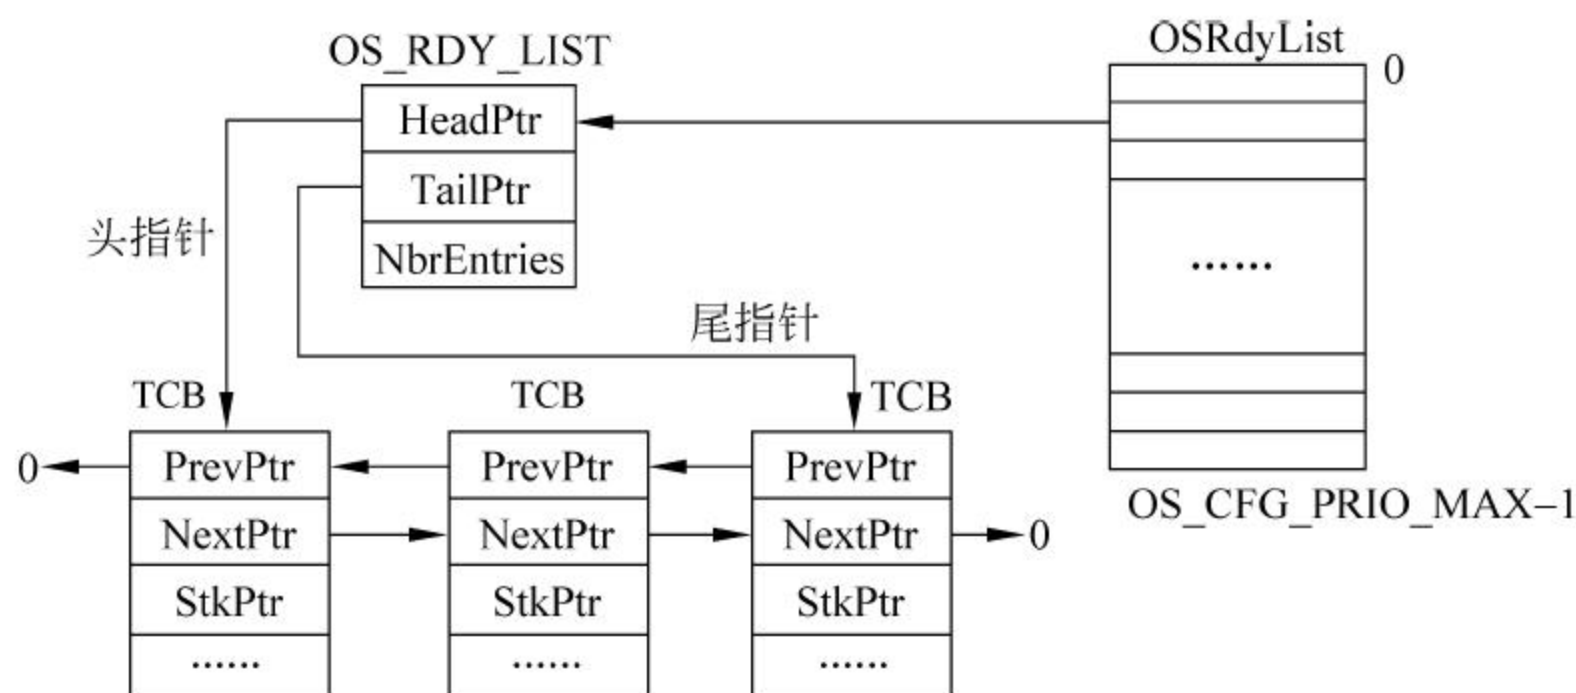 OS_RDY_LIST
OSRdyList
0
HeadPtr
TailPtr
NbrEntries
头指针
尾指针
……
OS_CFG_PRIO_MAX−1
TCB
TCB
TCB
0
PrevPtr
PrevPtr
PrevPtr
NextPtr
NextPtr
NextPtr
0
StkPtr
StkPtr
StkPtr
……
……
……